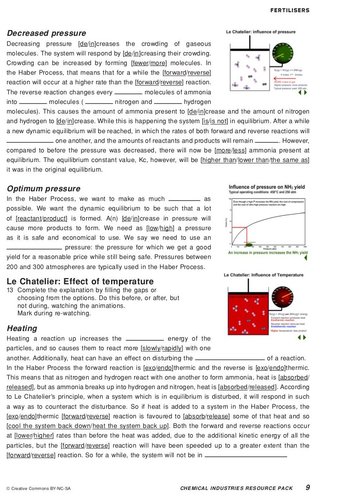 FERTILISERS
Decreased pressure
Decreasing pressure [de/in]creases the crowding of gaseous
molecules. The system will respond by [de/in]creasing their crowding.
Crowding can be increased by forming [fewer/more] molecules. In
the Haber Process, that means that for a while the [forward/reverse]
reaction will occur at a higher rate than the [forward/reverse] reaction.
The reverse reaction changes every ________ molecules of ammonia
into ________ molecules ( ________ nitrogen and ________ hydrogen
molecules). This causes the amount of ammonia present to [de/in]crease and the amount of nitrogen
and hydrogen to [de/in]crease. While this is happening the system [is/is not] in equilibrium. After a while
a new dynamic equilibrium will be reached, in which the rates of both forward and reverse reactions will
________ one another, and the amounts of reactants and products will remain ________. However,
compared to before the pressure was decreased, there will now be [more/less] ammonia present at
equilibrium. The equilibrium constant value, Kc, however, will be [higher than/lower than/the same as]
it was in the original equilibrium.
Le Chatelier: influence of pressure
Optimum pressure
In the Haber Process, we want to make as much ________ as
possible. We want the dynamic equilibrium to be such that a lot
of [reactant/product] is formed. A(n) [de/in]crease in pressure will
cause more products to form. We need as [low/high] a pressure
as it is safe and economical to use. We say we need to use an
________ pressure: the pressure for which we get a good
yield for a reasonable price while still being safe. Pressures between
200 and 300 atmospheres are typically used in the Haber Process.
Influence of pressure on NH₃ yield
Typical operating conditions: 450°C and 200 atm
An increase in pressure increases the NH₃ yield
Le Chatelier: Effect of temperature
13 Complete the explanation by filling the gaps or
choosing from the options. Do this before, or after, but
not during, watching the animations.
Mark during re-watching.
Le Chatelier: Influence of Temperature
Heating
Heating a reaction up increases the ________ energy of the
particles, and so causes them to react more [slowly/rapidly] with one
another. Additionally, heat can have an effect on disturbing the ________ of a reaction.
In the Haber Process the forward reaction is [exo/endo]thermic and the reverse is [exo/endo]thermic.
This means that as nitrogen and hydrogen react with one another to form ammonia, heat is [absorbed/
released], but as ammonia breaks up into hydrogen and nitrogen, heat is [absorbed/released]. According
to Le Chatelier's principle, when a system which is in equilibrium is disturbed, it will respond in such
a way as to counteract the disturbance. So if heat is added to a system in the Haber Process, the
[exo/endo]thermic [forward/reverse] reaction is favoured to [absorb/release] some of that heat and so
[cool the system back down/heat the system back up]. Both the forward and reverse reactions occur
at [lower/higher] rates than before the heat was added, due to the additional kinetic energy of all the
particles, but the [forward/reverse] reaction will have been speeded up to a greater extent than the
[forward/reverse] reaction. So for a while, the system will not be in ________
© Creative Commons BY-NC-SA
CHEMICAL INDUSTRIES RESOURCE PACK 9